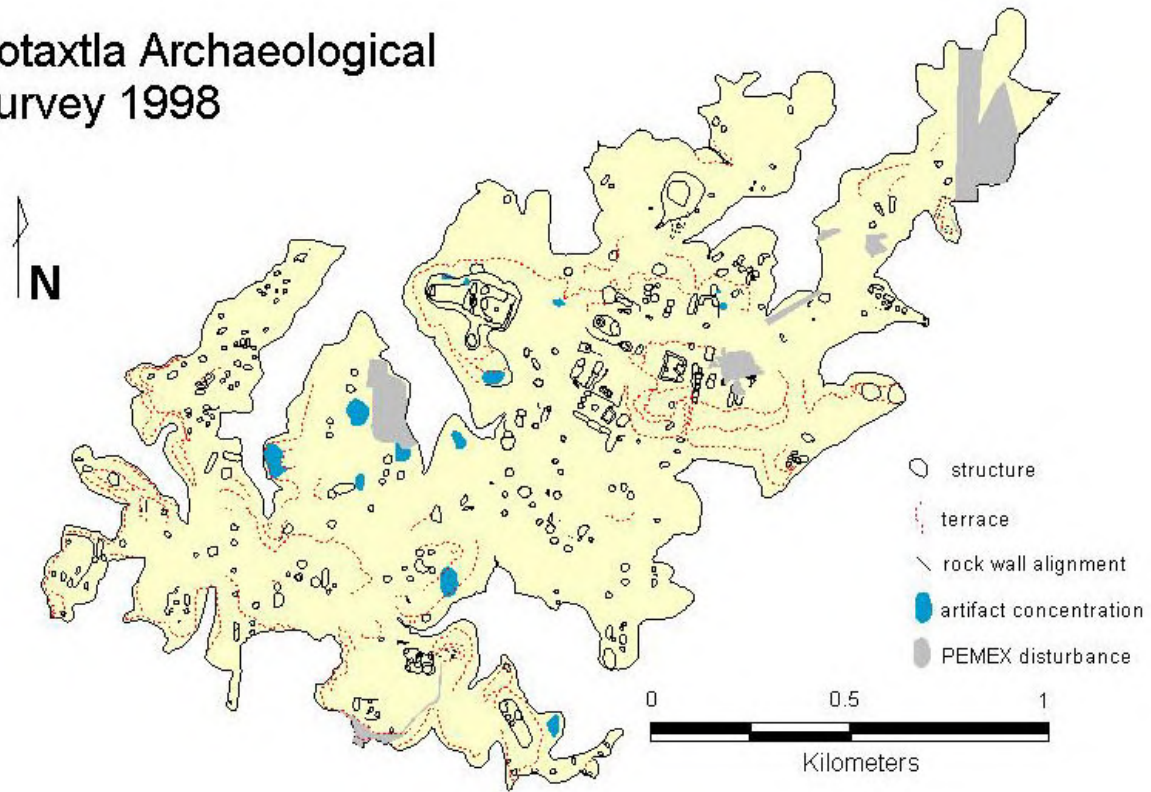 otaxtla Archaeological
urvey 1998
N
structure
terrace
rock wall alignment
artifact concentration
PEMEX disturbance
0 0.5 1
Kilometers